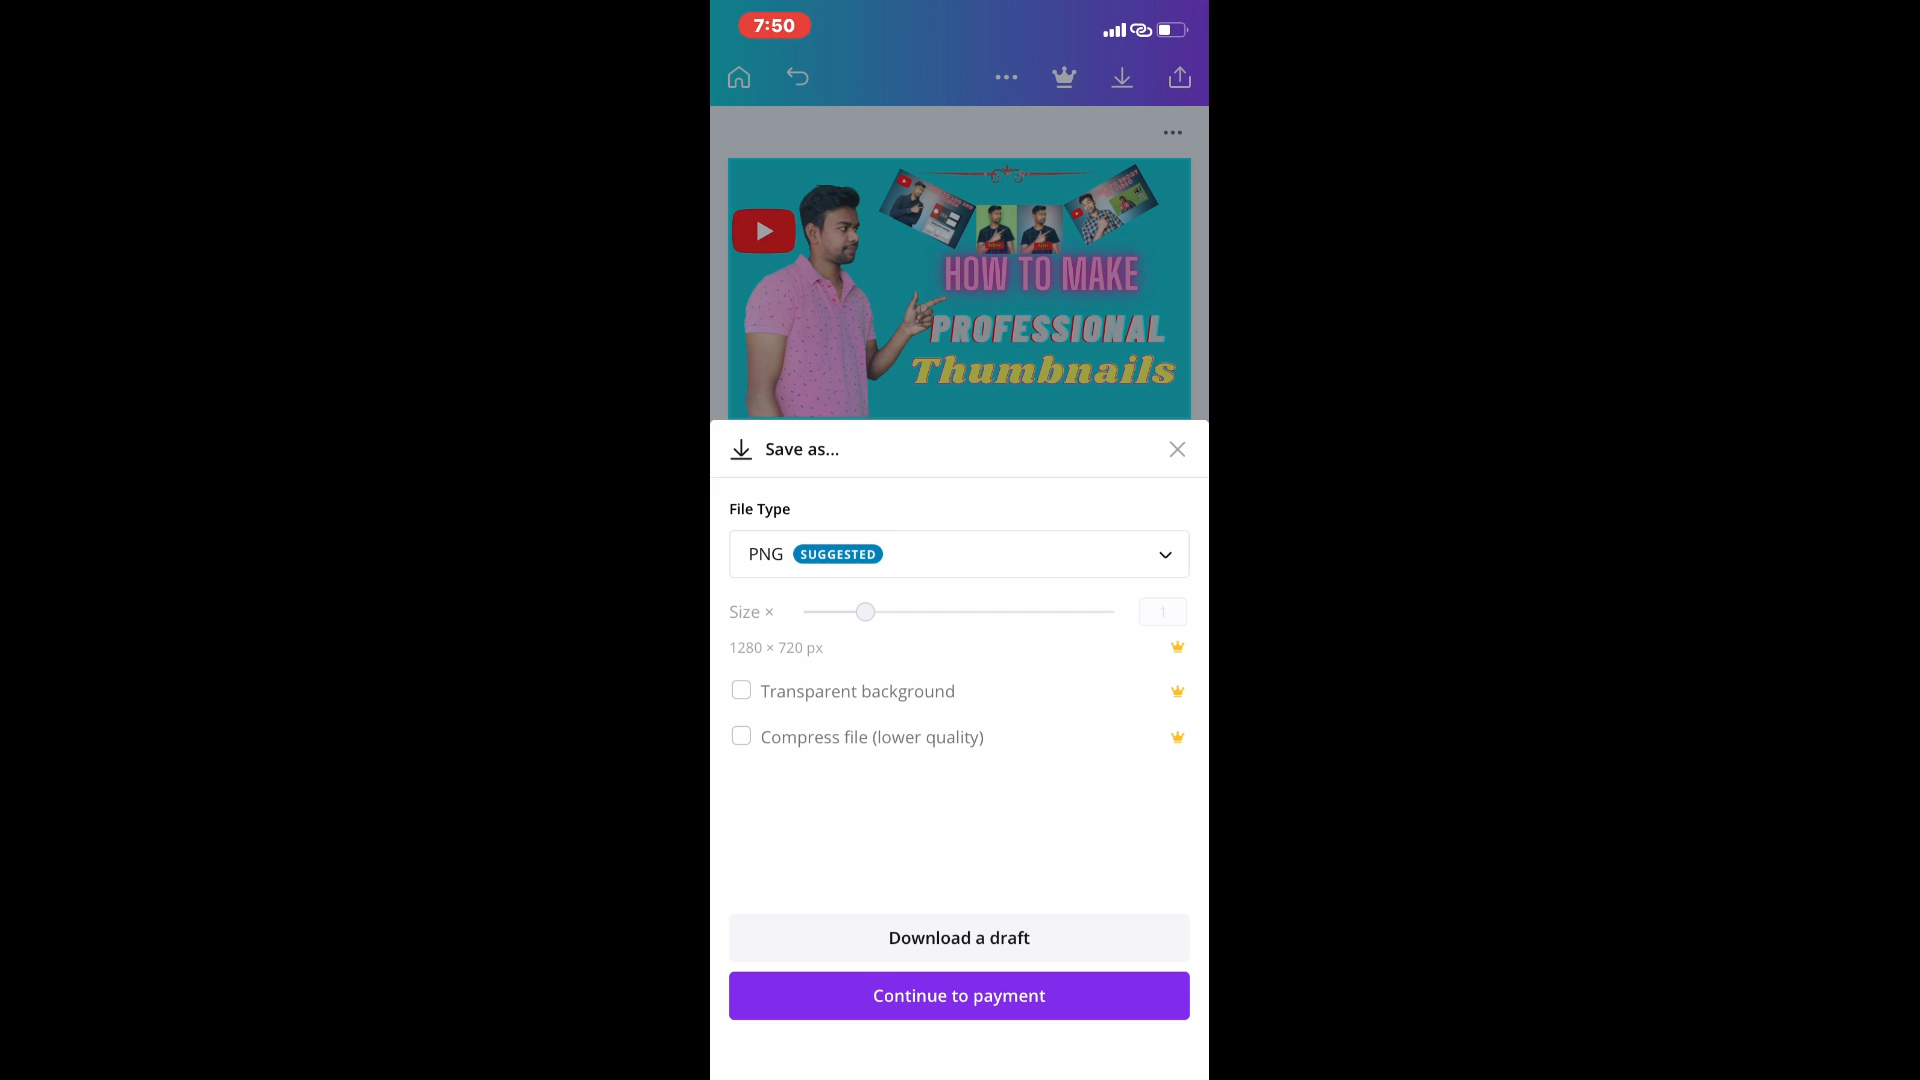 7:50
HOW TO MAKE
PROFESSIONAL
Thumbnails
Save as...
File Type
PNG SUGGESTED
Size × 1
1280 × 720 px
Transparent background
Compress file (lower quality)
Download a draft
Continue to payment